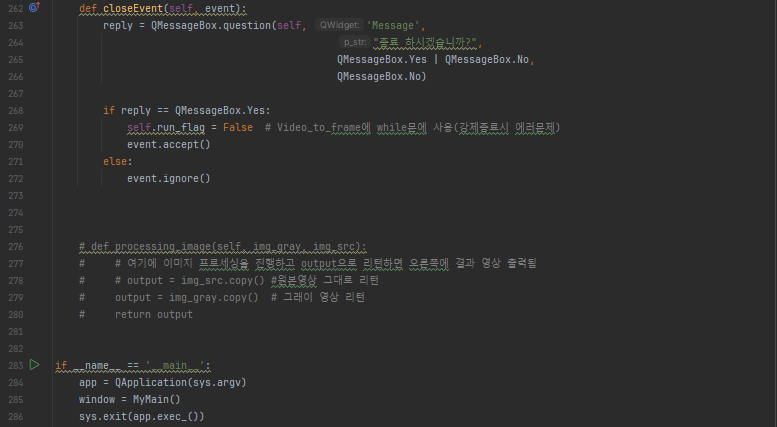 262 def closeEvent(self, event):
263 reply = QMessageBox.question(self, QWidget: 'Message',
264 p_str: "종료 하시겠습니까?",
265 QMessageBox.Yes | QMessageBox.No,
266 QMessageBox.No)
267
268 if reply == QMessageBox.Yes:
269 self.run_flag = False # Video_to_frame에 while문에 사용(강제종료시 에러문제)
270 event.accept()
271 else:
272 event.ignore()
273
274
275
276 # def processing_image(self, img_gray, img_src):
277 # # 여기에 이미지 프로세싱을 진행하고 output으로 리턴하면 오른쪽에 결과 영상 출력됨
278 # # output = img_src.copy() #원본영상 그대로 리턴
279 # output = img_gray.copy() # 그레이 영상 리턴
280 # return output
281
282
283 if __name__ == '__main__':
284 app = QApplication(sys.argv)
285 window = MyMain()
286 sys.exit(app.exec_())